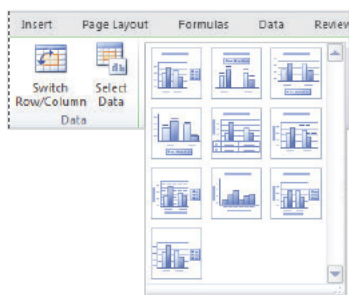 Insert Page Layout Formulas Data Review
Switch Row/Column
Select Data
Data